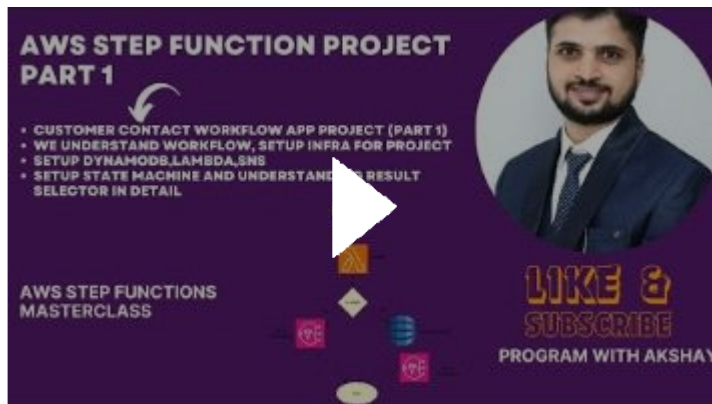 AWS STEP FUNCTION PROJECT
PART 1
• CUSTOMER CONTACT WORKFLOW APP PROJECT (PART 1)
• WE UNDERSTAND WORKFLOW, SETUP INFRA FOR PROJECT
• SETUP DYNAMODB,LAMBDA,SNS
• SETUP STATE MACHINE AND RESULT
SELECTOR IN DETAIL
AWS STEP FUNCTIONS
MASTERCLASS
LIKE &
SUBSCRIBE
PROGRAM WITH AKSHAY